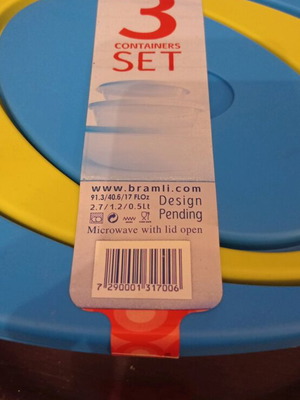 3
CONTAINERS
SET
www.bramli.com
91.3/40.6/17 FLOz
2.7/1.2/0.5Lt
Design
Pending
Microwave with lid open
7 290001 317006